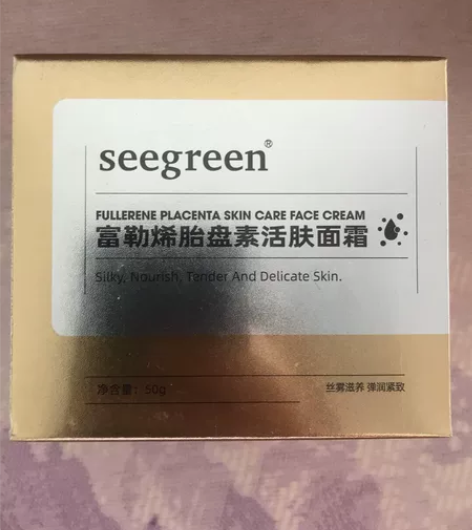 seegreen®
FULLERENE PLACENTA SKIN CARE FACE CREAM
富勒烯胎盘素活肤面霜
Silky, Nourish, Tender And Delicate Skin.
净含量：50g
丝雾滋养 弹润紧致